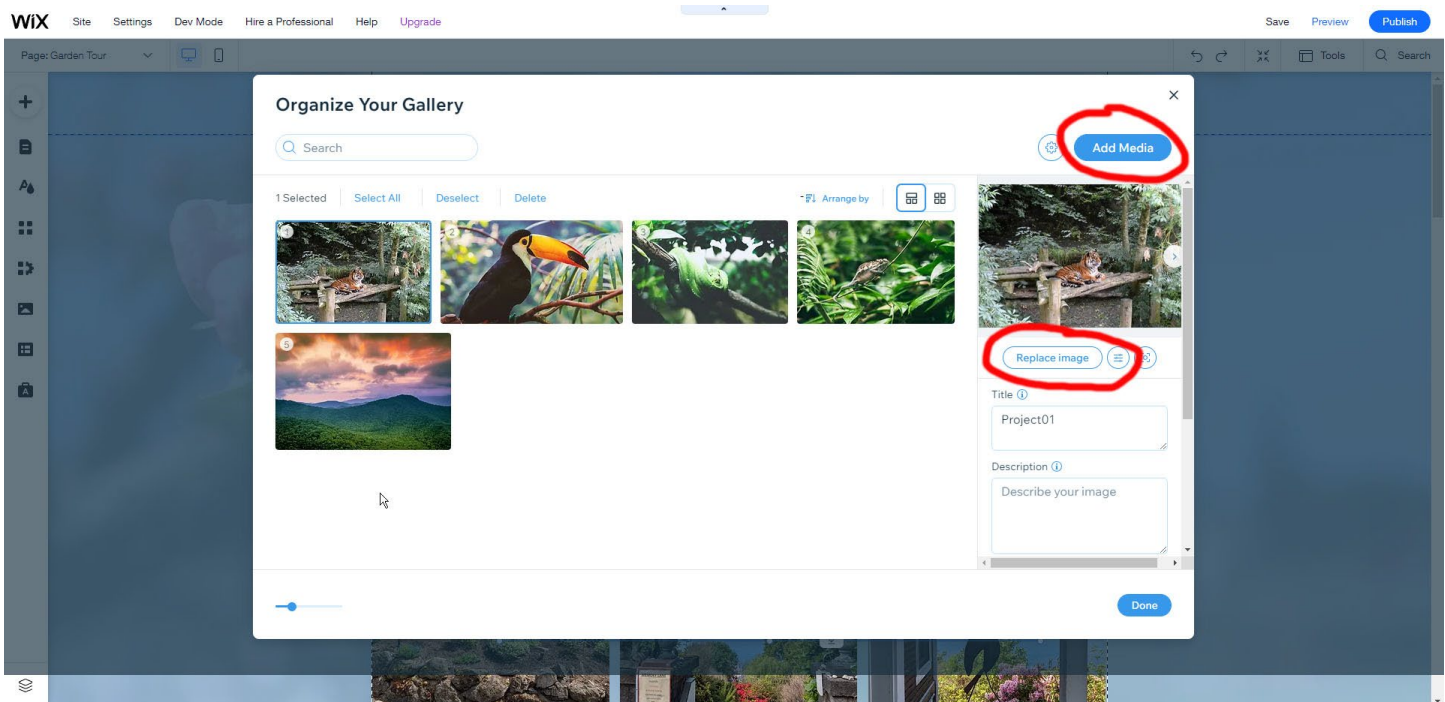 WiX Site Settings Dev Mode Hire a Professional Help Upgrade Save Preview Publish
Page: Garden Tour Tools Search
Organize Your Gallery
Search Add Media
1 Selected Select All Deselect Delete Arrange by
1 2 3 4
5
Replace image
Title
Project01
Description
Describe your image
Done